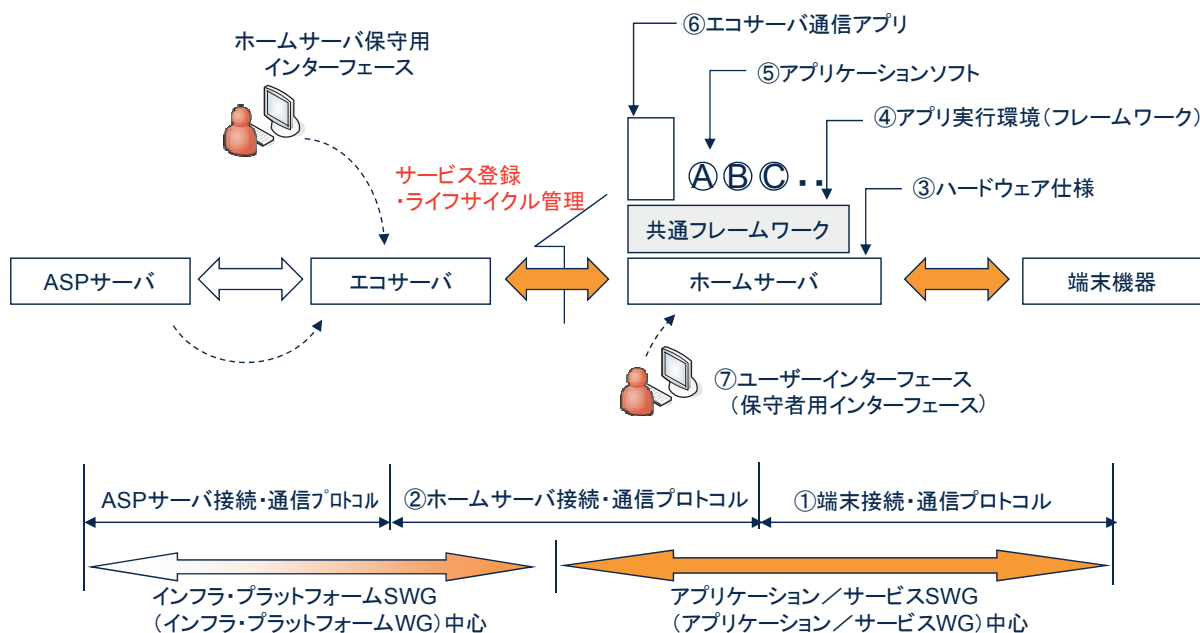 ⑥エコサーバ通信アプリ
ホームサーバ保守用
インターフェース
⑤アプリケーションソフト
④アプリ実行環境(フレームワーク)
サービス登録
・ライフサイクル管理
ⒶⒷⒸ・・
③ハードウェア仕様
共通フレームワーク
ASPサーバ
エコサーバ
ホームサーバ
端末機器
⑦ユーザーインターフェース
(保守者用インターフェース)
ASPサーバ接続・通信プロトコル
②ホームサーバ接続・通信プロトコル
①端末接続・通信プロトコル
インフラ・プラットフォームSWG
(インフラ・プラットフォームWG)中心
アプリケーション/サービスSWG
(アプリケーション/サービスWG)中心